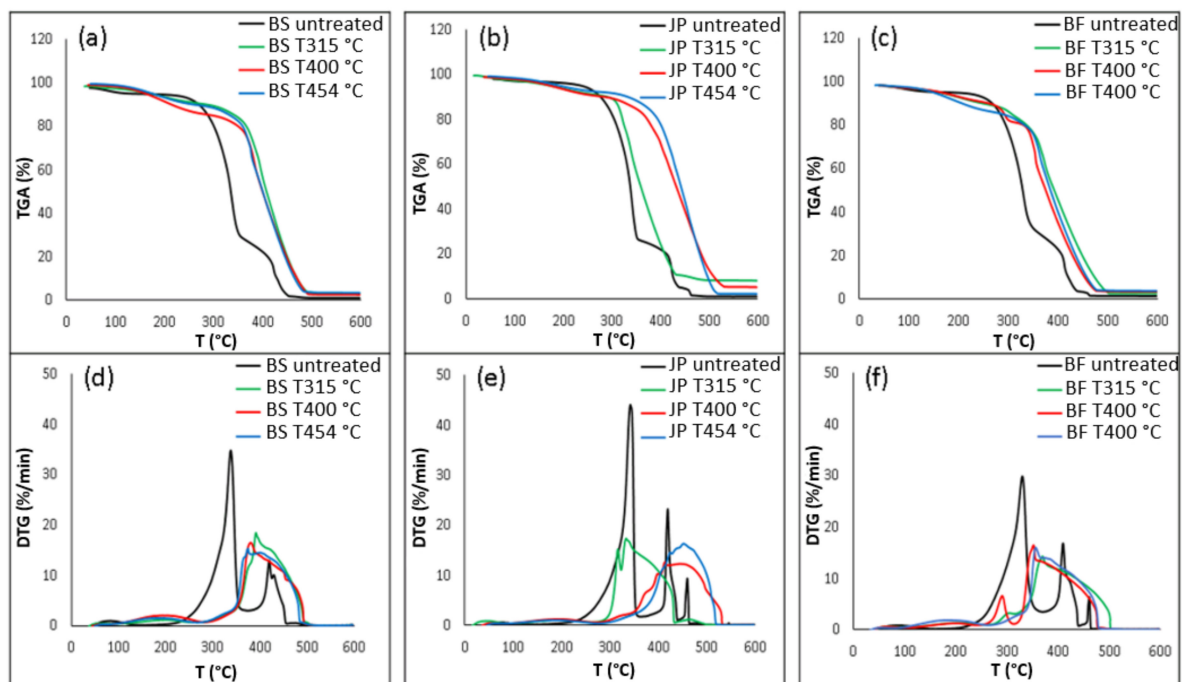 (a)
BS untreated
BS T315 °C
BS T400 °C
BS T454 °C
120
100
80
60
40
20
0
TGA (%)
0 100 200 300 400 500 600
T (°C)
(b)
JP untreated
JP T315 °C
JP T400 °C
JP T454 °C
120
100
80
60
40
20
0
TGA (%)
0 100 200 300 400 500 600
T (°C)
(c)
BF untreated
BF T315 °C
BF T400 °C
BF T400 °C
120
100
80
60
40
20
0
TGA (%)
0 100 200 300 400 500 600
T (°C)
(d)
BS untreated
BS T315 °C
BS T400 °C
BS T454 °C
50
40
30
20
10
0
DTG (%/min)
0 100 200 300 400 500 600
T (°C)
(e)
JP untreated
JP T315 °C
JP T400 °C
JP T454 °C
50
40
30
20
10
0
DTG (%/min)
0 100 200 300 400 500 600
T (°C)
(f)
BF untreated
BF T315 °C
BF T400 °C
BF T400 °C
50
40
30
20
10
0
DTG (%/min)
0 100 200 300 400 500 600
T (°C)